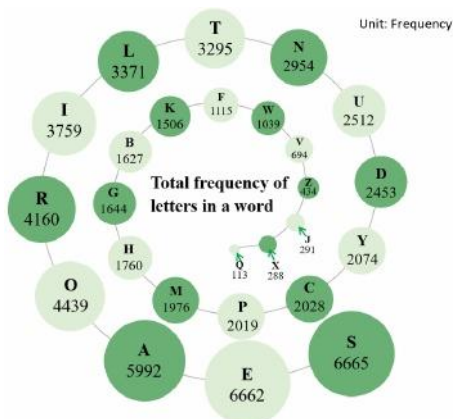 Unit: Frequency
T
3295
L
3371
N
2954
I
3759
U
2512
K
1506
F
1115
W
1039
B
1627
V
694
R
4160
G
1644
Total frequency of
letters in a word
Z
434
D
2453
H
1760
J
291
Y
2074
Q
113
X
288
O
4439
M
1976
P
2019
C
2028
A
5992
E
6662
S
6665